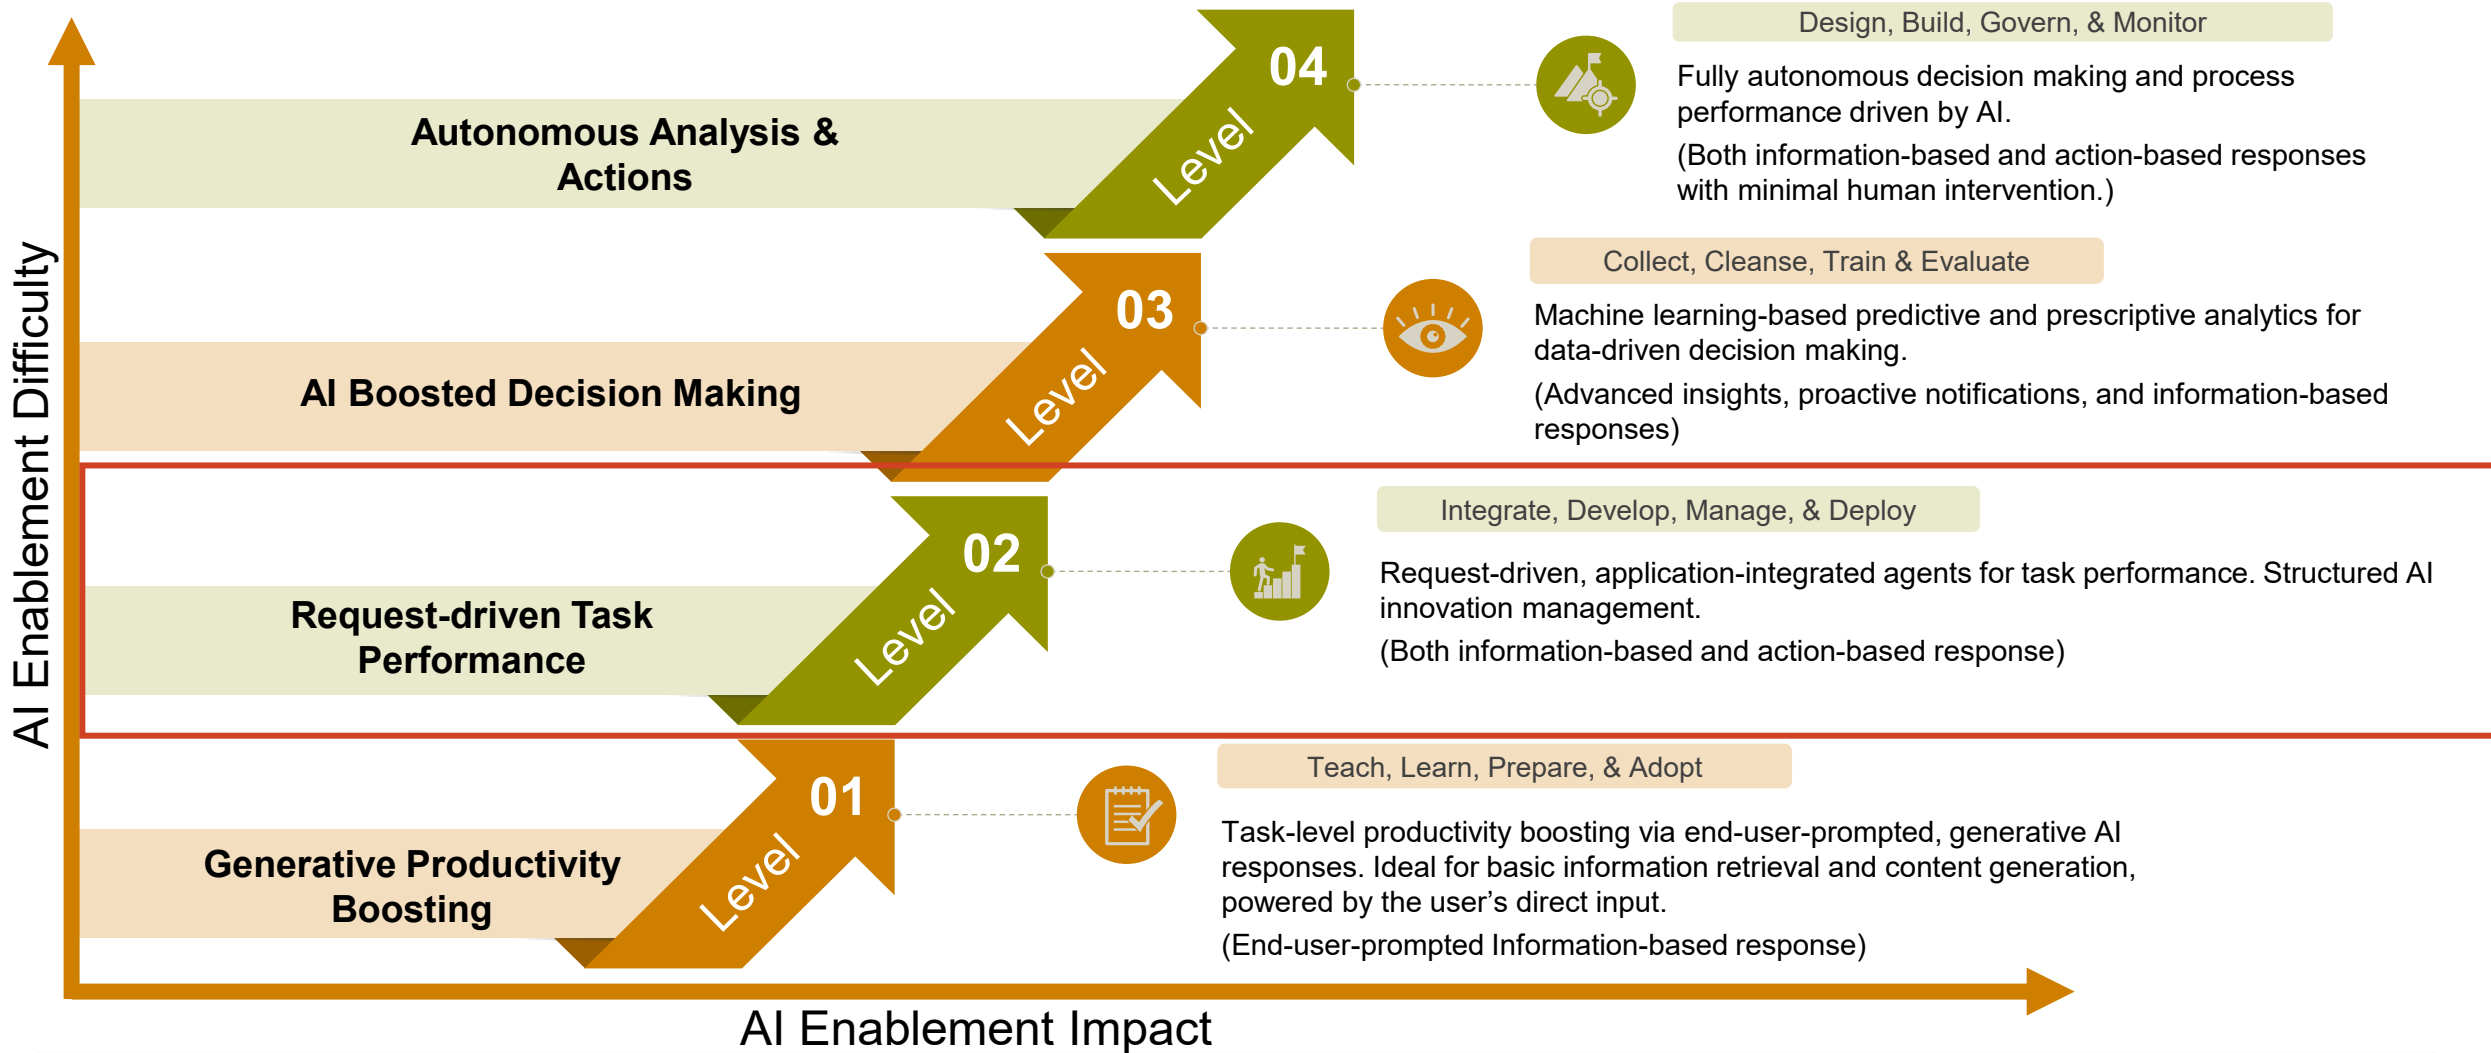 AI Enablement Difficulty
04
Level
Autonomous Analysis &
Actions
Design, Build, Govern, & Monitor
Fully autonomous decision making and process
performance driven by AI.
(Both information-based and action-based responses
with minimal human intervention.)
03
Level
AI Boosted Decision Making
Collect, Cleanse, Train & Evaluate
Machine learning-based predictive and prescriptive analytics for
data-driven decision making.
(Advanced insights, proactive notifications, and information-based
responses)
02
Level
Request-driven Task
Performance
Integrate, Develop, Manage, & Deploy
Request-driven, application-integrated agents for task performance. Structured AI
innovation management.
(Both information-based and action-based response)
01
Level
Generative Productivity
Boosting
Teach, Learn, Prepare, & Adopt
Task-level productivity boosting via end-user-prompted, generative AI
responses. Ideal for basic information retrieval and content generation,
powered by the user’s direct input.
(End-user-prompted Information-based response)
AI Enablement Impact